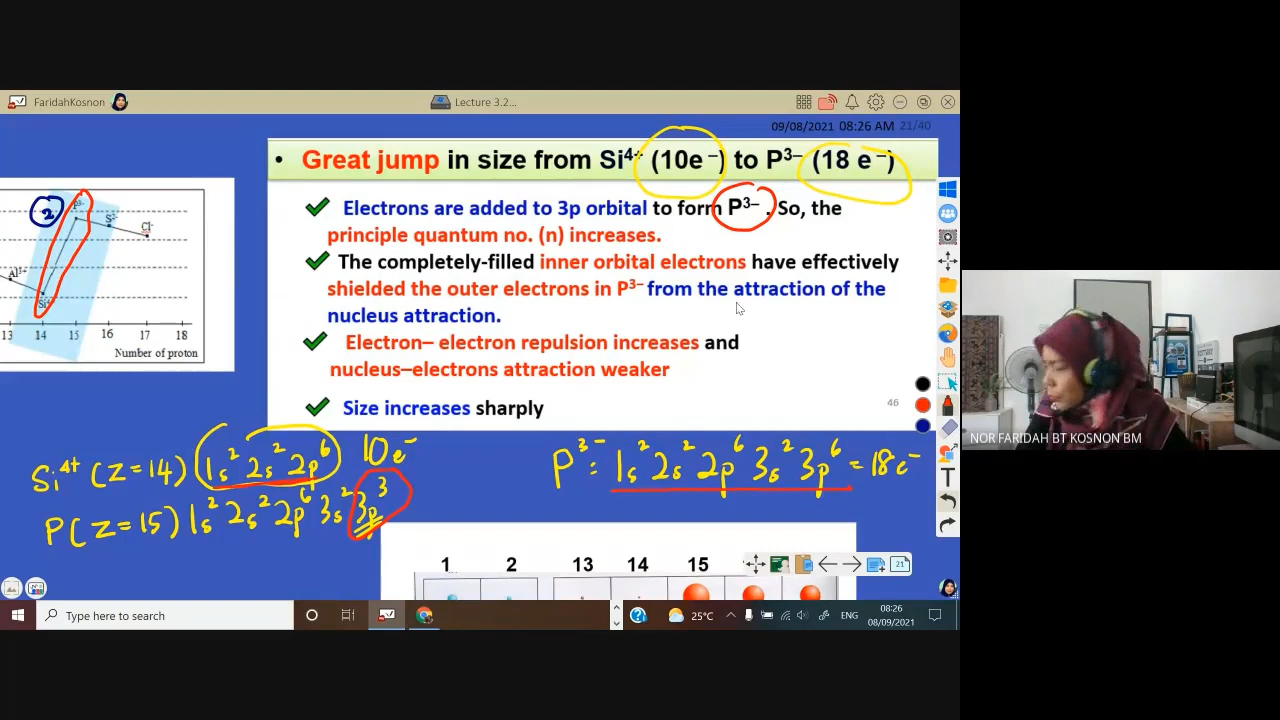 FaridahKosnon
Lecture 3.2...
09/08/2021 08:26 AM 21/40
• Great jump in size from Si⁴⁺ (10e⁻) to P³⁻ (18 e⁻)
✔ Electrons are added to 3p orbital to form P³⁻ . So, the
principle quantum no. (n) increases.
✔ The completely-filled inner orbital electrons have effectively
shielded the outer electrons in P³⁻ from the attraction of the
nucleus attraction.
✔ Electron– electron repulsion increases and
nucleus–electrons attraction weaker
✔ Size increases sharply
46
2
P³⁻
Cl⁻
Al³⁺
13 14 15 16 17 18
Number of proton
Si⁴⁺ (Z=14) 1s² 2s² 2p⁶ 10e⁻
P (Z=15) 1s² 2s² 2p⁶ 3s² 3p³
P³⁻: 1s² 2s² 2p⁶ 3s² 3p⁶ = 18e⁻
1 2 13 14 15
21
T
NOR FARIDAH BT KOSNON BM
Type here to search
25°C
ENG
08:26
08/09/2021